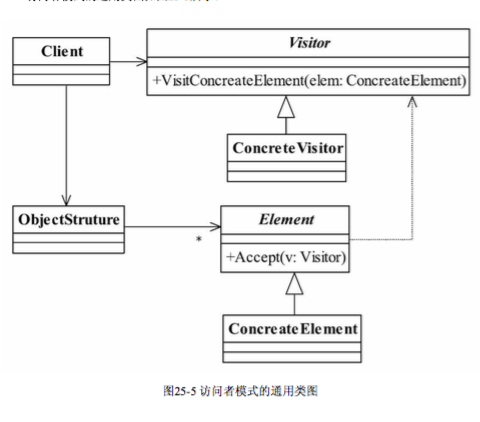 Client
Visitor
+VisitConcreateElement(elem: ConcreateElement)
ConcreteVisitor
ObjectStruture
*
Element
+Accept(v: Visitor)
ConcreateElement
图25-5 访问者模式的通用类图